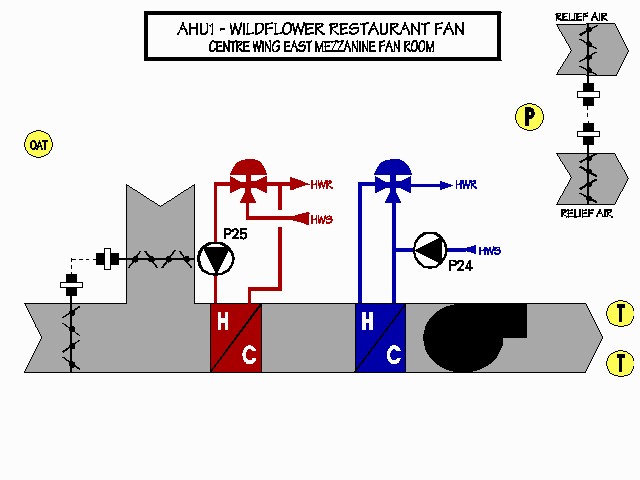 AHU1 - WILDFLOWER RESTAURANT FAN
CENTRE WING EAST MEZZANINE FAN ROOM
RELIEF AIR
P
OAT
HWR
HWR
HWS
RELIEF AIR
P25
HWS
P24
H
C
H
C
T
T